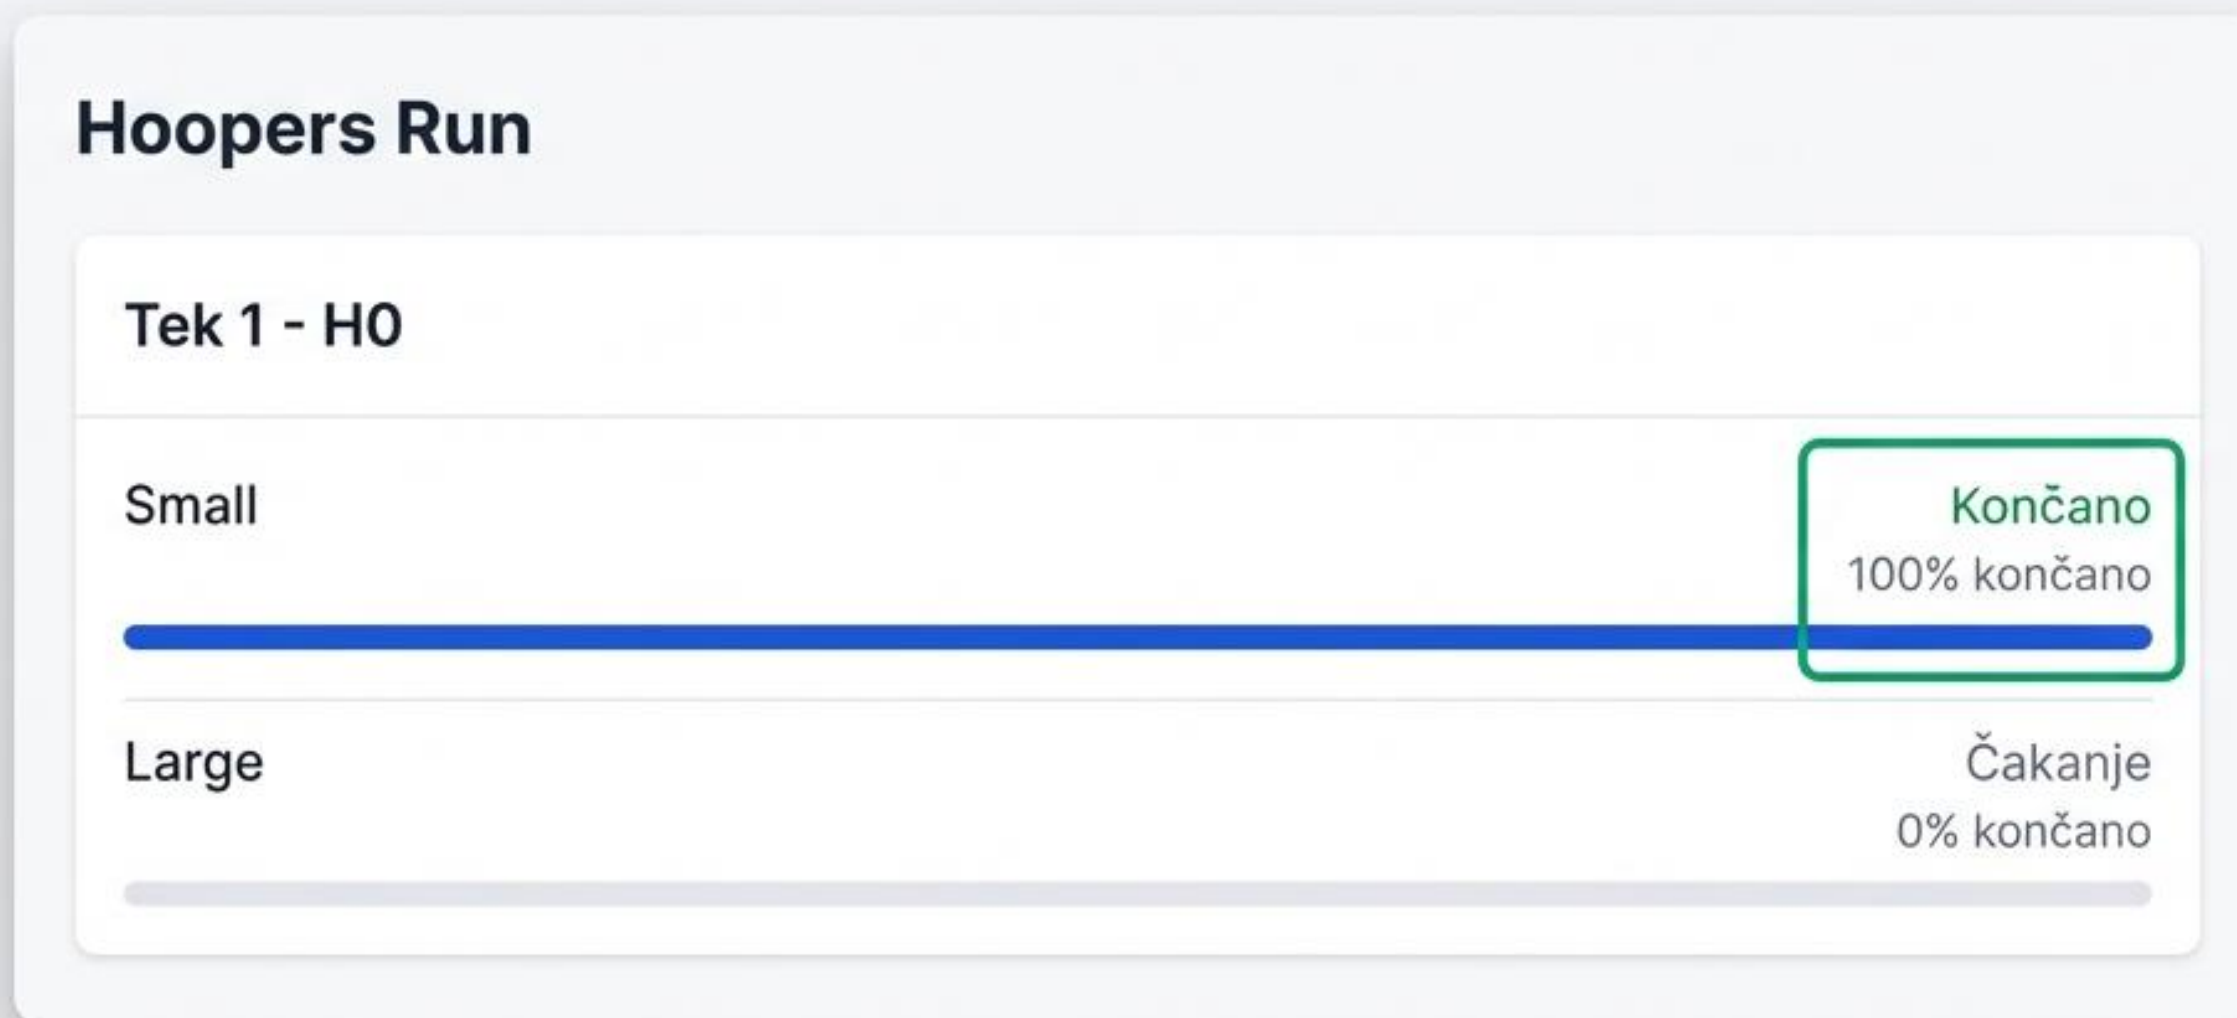 Hoopers Run
Tek 1 - H0
Small
Končano
100% končano
Large
Čakanje
0% končano